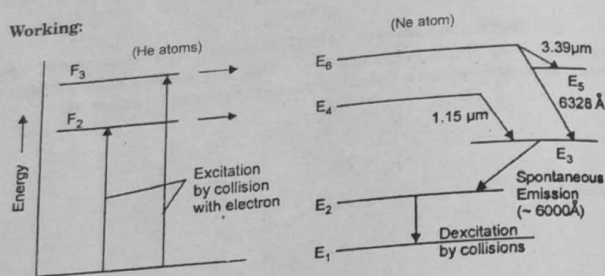 Working:
(He atoms)
F3
F2
Energy
Excitation
by collision
with electron
(Ne atom)
E6
3.39μm
E5
6328 Å
E4
1.15 μm
E3
Spontaneous
Emission
(~ 6000Å)
E2
Dexcitation
by collisions
E1